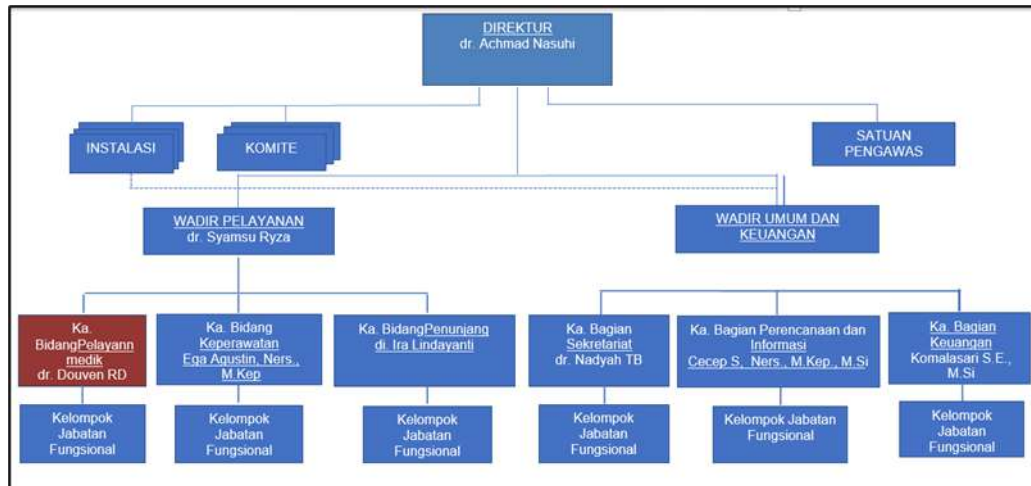 DIREKTUR
dr. Achmad Nasuhi
INSTALASI
KOMITE
SATUAN
PENGAWAS
WADIR PELAYANAN
dr. Syamsu Ryza
WADIR UMUM DAN
KEUANGAN
Ka.
BidangPelayann
medik
dr. Douven RD
Ka. Bidang
Keperawatan
Ega Agustin, Ners.,
M.Kep
Ka. BidangPenunjang
di. Ira Lindayanti
Ka. Bagian
Sekretariat
dr. Nadyah TB
Ka. Bagian Perencanaan dan
Informasi
Cecep S, Ners., M.Kep., M.Si
Ka. Bagian
Keuangan
Komalasari S.E.,
M.Si
Kelompok
Jabatan
Fungsional
Kelompok
Jabatan
Fungsional
Kelompok
Jabatan
Fungsional
Kelompok
Jabatan
Fungsional
Kelompok Jabatan
Fungsional
Kelompok
Jabatan
Fungsional